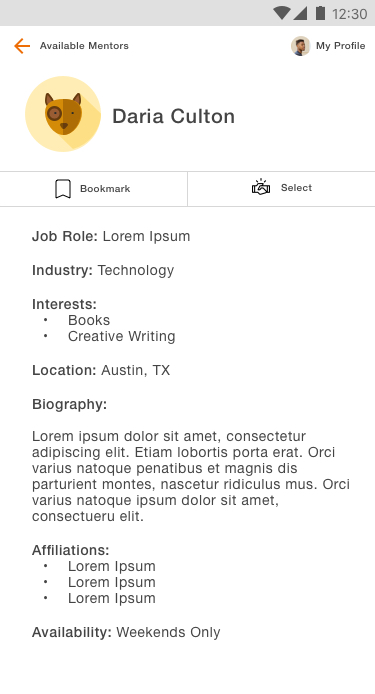 12:30
Available Mentors
My Profile
Daria Culton
Bookmark
Select
Job Role: Lorem Ipsum
Industry: Technology
Interests:
• Books
• Creative Writing
Location: Austin, TX
Biography:
Lorem ipsum dolor sit amet, consectetur
adipiscing elit. Etiam lobortis porta erat. Orci
varius natoque penatibus et magnis dis
parturient montes, nascetur ridiculus mus. Orci
varius natoque ipsum dolor sit amet,
consectueru elit.
Affiliations:
• Lorem Ipsum
• Lorem Ipsum
• Lorem Ipsum
Availability: Weekends Only